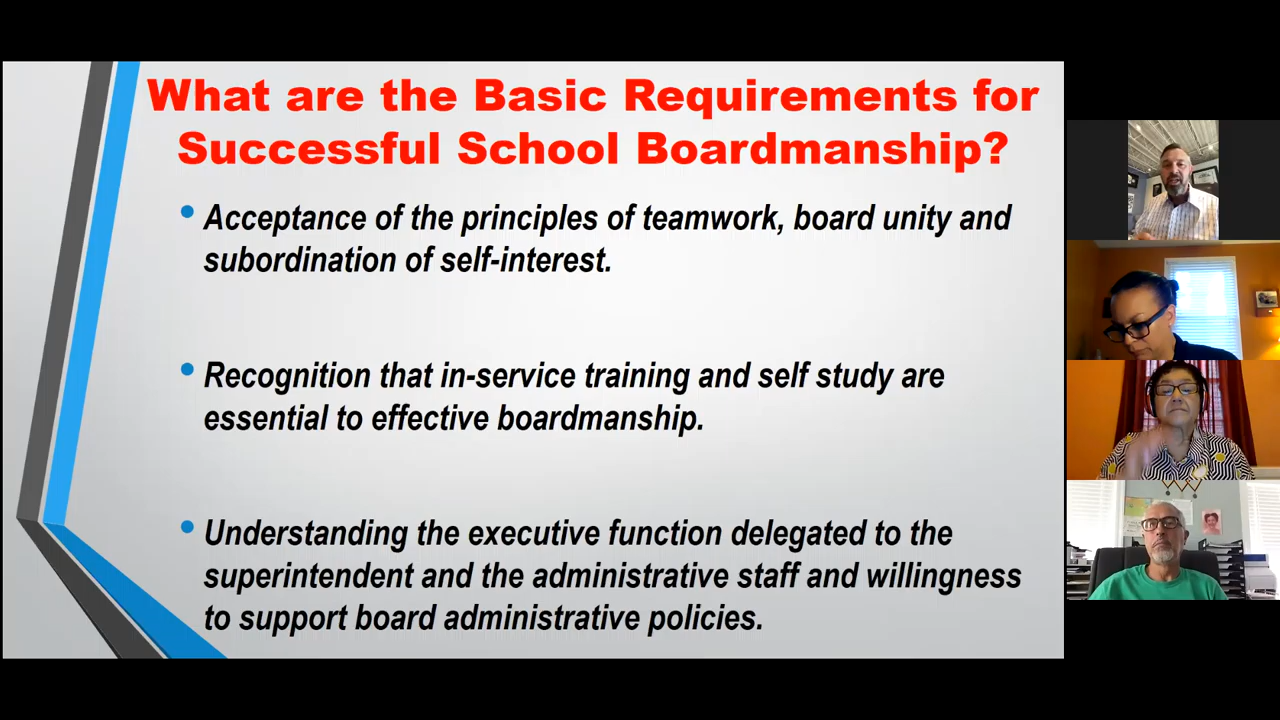 What are the Basic Requirements for
Successful School Boardmanship?
• Acceptance of the principles of teamwork, board unity and
subordination of self-interest.
• Recognition that in-service training and self study are
essential to effective boardmanship.
• Understanding the executive function delegated to the
superintendent and the administrative staff and willingness
to support board administrative policies.